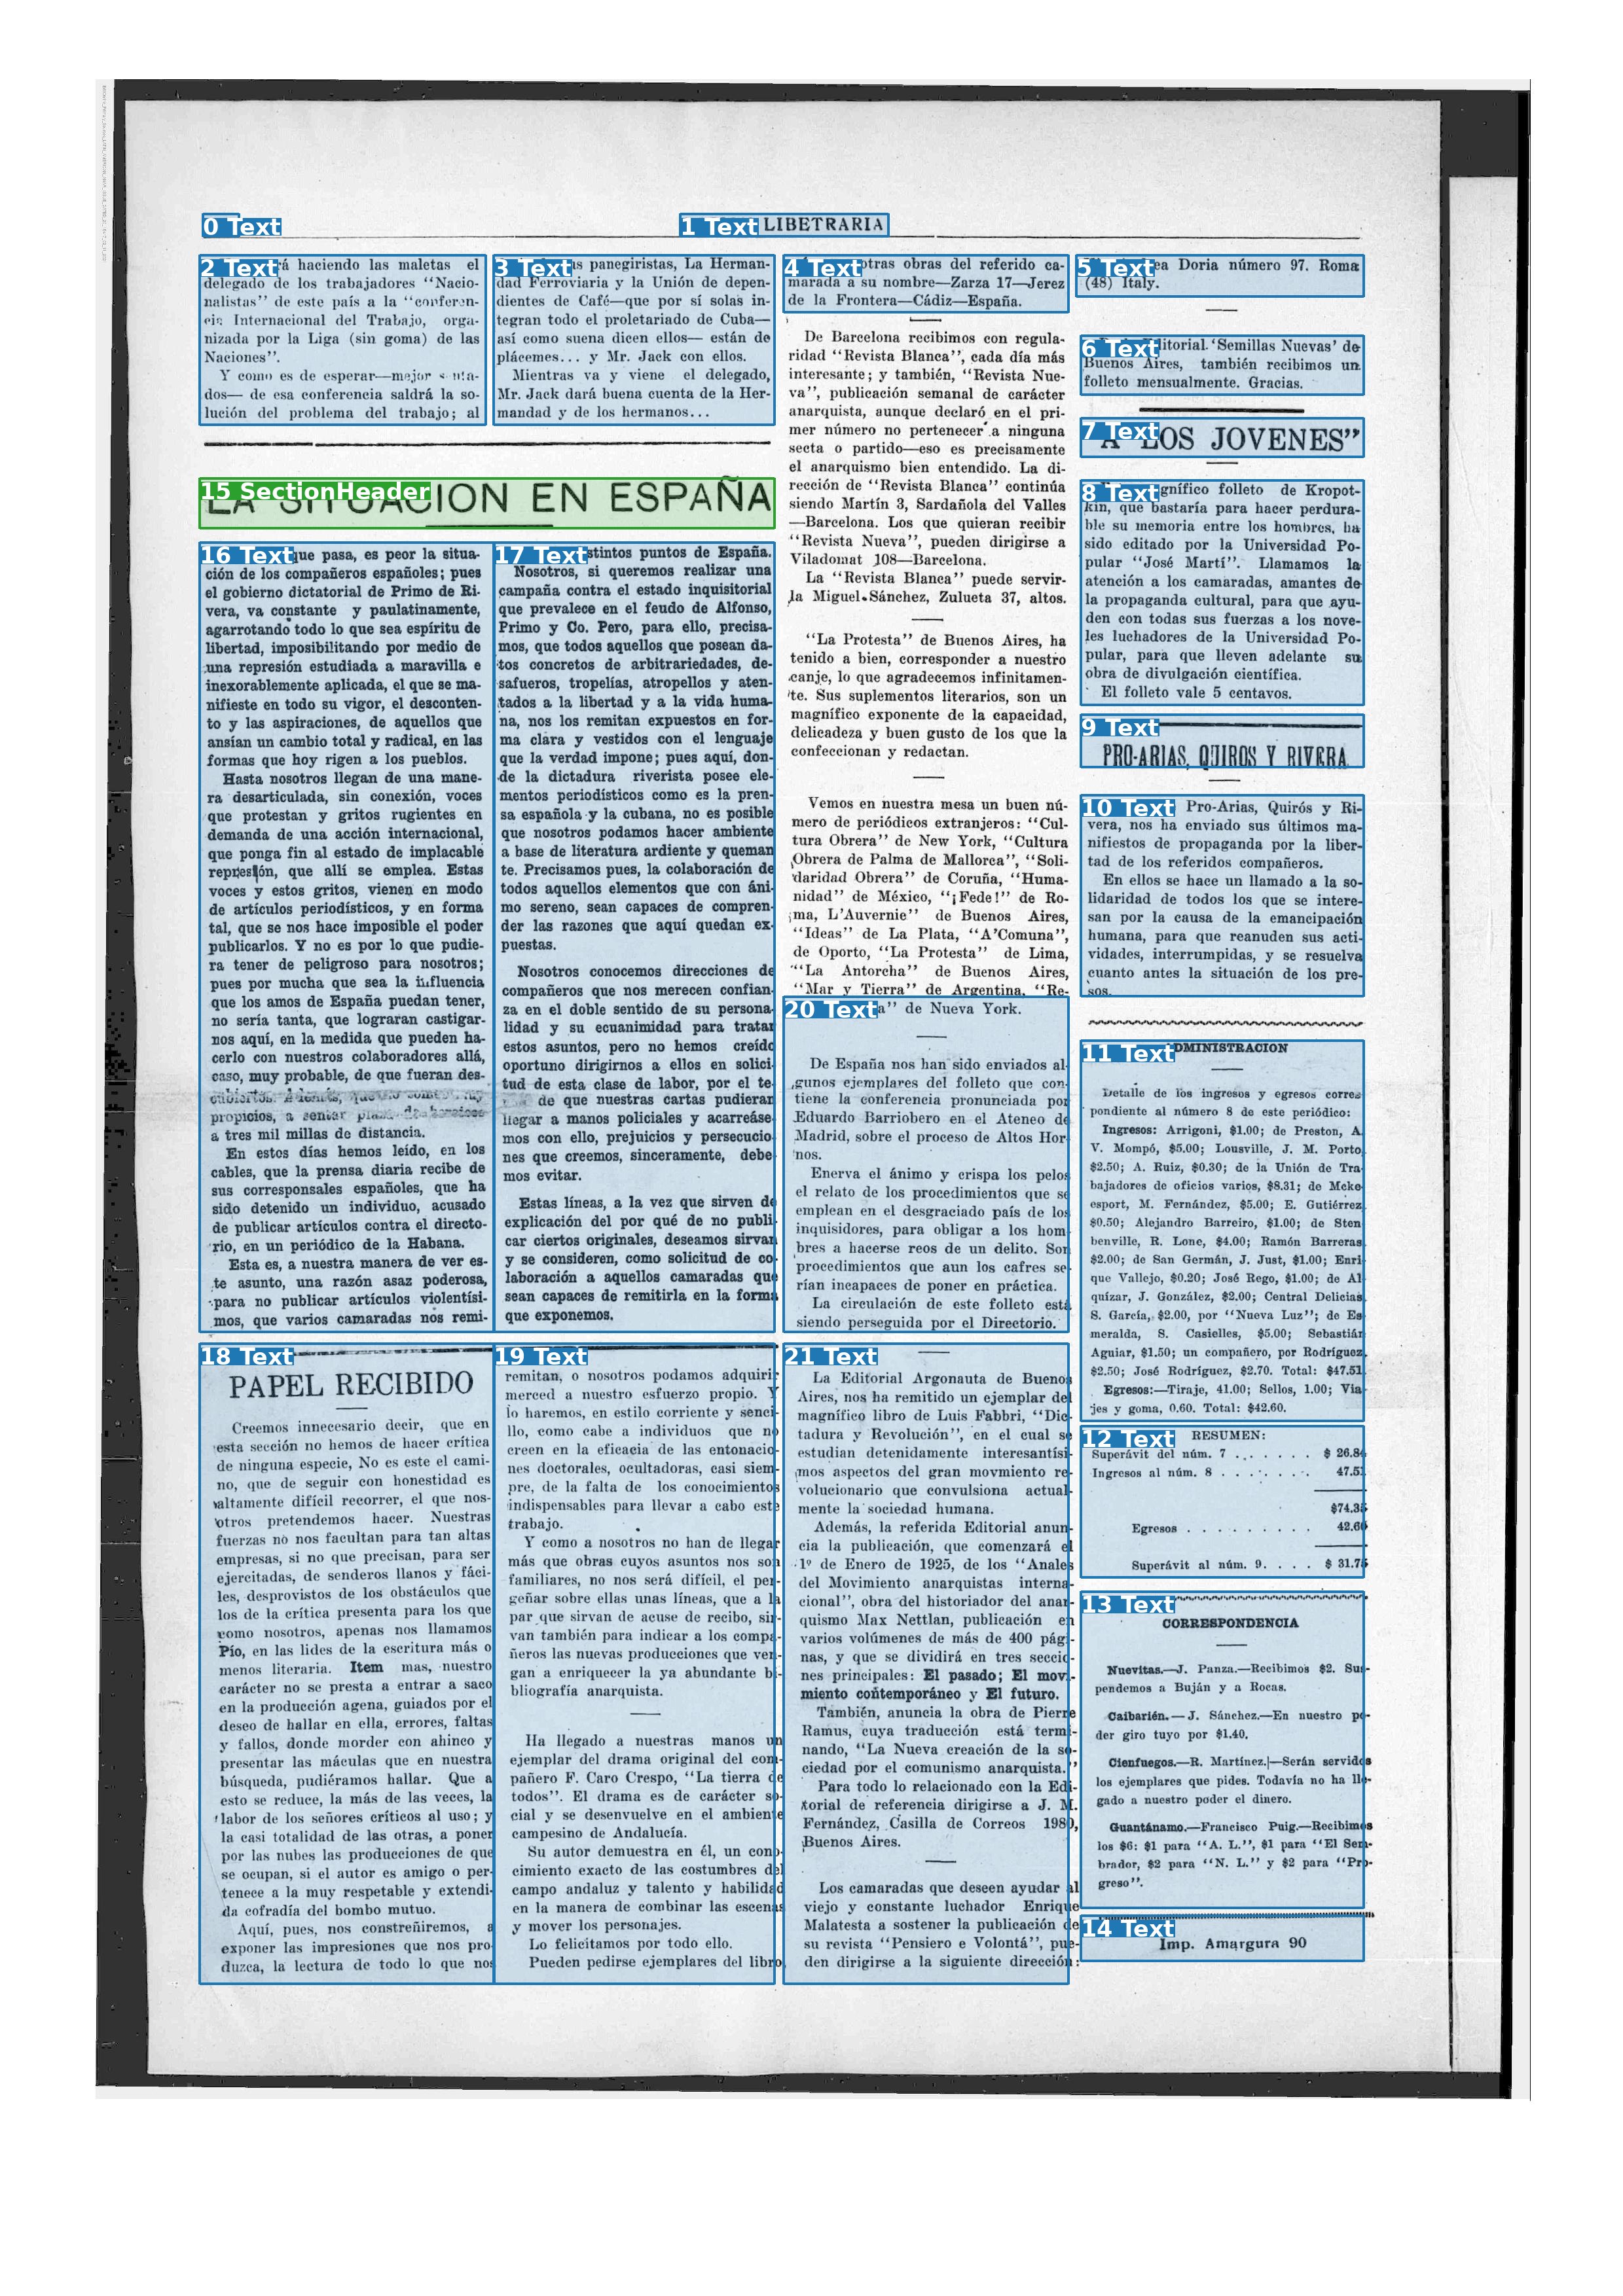 LIBETRARIA
rá haciendo las maletas el
delegado de los trabajadores “Nacio-
nalistas” de este país a la “conferen-
cia Internacional del Trabajo, orga-
nizada por la Liga (sin goma) de las
Naciones”.
Y como es de esperar—mejor
dos— de esa conferencia saldrá la so-
lución del problema del trabajo; al
s panegiristas, La Herman-
dad Ferroviaria y la Unión de depen-
dientes de Café—que por sí solas in-
tegran todo el proletariado de Cuba—
así como suena dicen ellos— están de
plácemes... y Mr. Jack con ellos.
Mientras va y viene el delegado,
Mr. Jack dará buena cuenta de la Her-
mandad y de los hermanos...
LA SITUACION EN ESPAÑA
que pasa, es peor la situa-
ción de los compañeros españoles; pues
el gobierno dictatorial de Primo de Ri-
vera, va constante y paulatinamente,
agarrotando todo lo que sea espíritu de
libertad, imposibilitando por medio de
una represión estudiada a maravilla e
inexorablemente aplicada, el que se ma-
nifieste en todo su vigor, el desconten-
to y las aspiraciones, de aquellos que
ansían un cambio total y radical, en las
formas que hoy rigen a los pueblos.
Hasta nosotros llegan de una mane-
ra desarticulada, sin conexión, voces
que protestan y gritos rugientes en
demanda de una acción internacional,
que ponga fin al estado de implacable
represión, que allí se emplea. Estas
voces y estos gritos, vienen en modo
de artículos periodísticos, y en forma
tal, que se nos hace imposible el poder
publicarlos. Y no es por lo que pudie-
ra tener de peligroso para nosotros;
pues por mucha que sea la influencia
que los amos de España puedan tener,
no sería tanta, que lograran castigar-
nos aquí, en la medida que pueden ha-
cerlo con nuestros colaboradores allá,
caso, muy probable, de que fueran des-
cubiertos. Además, que no somos muy
propicios, a sentar plaza de heroicos
a tres mil millas de distancia.
En estos días hemos leído, en los
cables, que la prensa diaria recibe de
sus corresponsales españoles, que ha
sido detenido un individuo, acusado
de publicar artículos contra el directo-
rio, en un periódico de la Habana.
Esta es, a nuestra manera de ver es-
te asunto, una razón asaz poderosa,
para no publicar artículos violentísi-
mos, que varios camaradas nos remi-
stintos puntos de España.
Nosotros, si queremos realizar una
campaña contra el estado inquisitorial
que prevalece en el feudo de Alfonso,
Primo y Co. Pero, para ello, precisa-
mos, que todos aquellos que posean da-
tos concretos de arbitrariedades, de-
safueros, tropelías, atropellos y aten-
tados a la libertad y a la vida huma-
na, nos los remitan expuestos en for-
ma clara y vestidos con el lenguaje
que la verdad impone; pues aquí, don-
de la dictadura riverista posee ele-
mentos periodísticos como es la pren-
sa española y la cubana, no es posible
que nosotros podamos hacer ambiente
a base de literatura ardiente y queman
te. Precisamos pues, la colaboración de
todos aquellos elementos que con áni-
mo sereno, sean capaces de compren-
der las razones que aquí quedan ex-
puestas.
Nosotros conocemos direcciones de
compañeros que nos merecen confian-
za en el doble sentido de su persona-
lidad y su ecuanimidad para tratar
estos asuntos, pero no hemos creído
oportuno dirigirnos a ellos en solici-
tud de esta clase de labor, por el te-
de que nuestras cartas pudieran
llegar a manos policiales y acarreáse-
mos con ello, prejuicios y persecucio-
nes que creemos, sinceramente, debe-
mos evitar.
Estas líneas, a la vez que sirven de
explicación del por qué de no publi-
car ciertos originales, deseamos sirvan
y se consideren, como solicitud de co-
laboración a aquellos camaradas que
sean capaces de remitirla en la forma
que exponemos.
PAPEL RECIBIDO
Creemos innecesario decir, que en
esta sección no hemos de hacer crítica
de ninguna especie, No es este el cami-
no, que de seguir con honestidad es
altamente difícil recorrer, el que nos-
otros pretendemos hacer. Nuestras
fuerzas no nos facultan para tan altas
empresas, si no que precisan, para ser
ejercitadas, de senderos llanos y fáci-
les, desprovistos de los obstáculos que
los de la crítica presenta para los que
como nosotros, apenas nos llamamos
Pío, en las lides de la escritura más o
menos literaria. Item mas, nuestro
carácter no se presta a entrar a saco
en la producción agena, guiados por el
deseo de hallar en ella, errores, faltas
y fallos, donde morder con ahinco y
presentar las máculas que en nuestra
búsqueda, pudiéramos hallar. Que a
esto se reduce, la más de las veces, la
labor de los señores críticos al uso; y
la casi totalidad de las otras, a poner
por las nubes las producciones de que
se ocupan, si el autor es amigo o per-
tenece a la muy respetable y extendi-
da cofradía del bombo mutuo.
Aquí, pues, nos constreñiremos, a
exponer las impresiones que nos pro-
duzca, la lectura de todo lo que nos
remitan, o nosotros podamos adquirir
merced a nuestro esfuerzo propio. Y
lo haremos, en estilo corriente y senci-
llo, como cabe a individuos que no
creen en la eficacia de las entonacio-
nes doctorales, ocultadoras, casi siem-
pre, de la falta de los conocimientos
indispensables para llevar a cabo este
trabajo.
Y como a nosotros no han de llegar
más que obras cuyos asuntos nos son
familiares, no nos será difícil, el per-
geñar sobre ellas unas líneas, que a la
par que sirvan de acuse de recibo, sir-
van también para indicar a los compa-
ñeros las nuevas producciones que ven-
gan a enriquecer la ya abundante bi-
bliografía anarquista.
Ha llegado a nuestras manos un
ejemplar del drama original del com-
pañero F. Caro Crespo, “La tierra de
todos”. El drama es de carácter so-
cial y se desenvuelve en el ambiente
campesino de Andalucía.
Su autor demuestra en él, un cono-
cimiento exacto de las costumbres del
campo andaluz y talento y habilidad
en la manera de combinar las escenas
y mover los personajes.
Lo felicitamos por todo ello.
Pueden pedirse ejemplares del libro
otras obras del referido ca-
marada a su nombre—Zarza 17—Jerez
de la Frontera—Cádiz—España.
De Barcelona recibimos con regula-
ridad “Revista Blanca”, cada día más
interesante; y también, “Revista Nue-
va”, publicación semanal de carácter
anarquista, aunque declaró en el pri-
mer número no pertenecer a ninguna
secta o partido—eso es precisamente
el anarquismo bien entendido. La di-
rección de “Revista Blanca” continúa
siendo Martín 3, Sardañola del Valles
—Barcelona. Los que quieran recibir
“Revista Nueva”, pueden dirigirse a
Viladomat 108—Barcelona.
La “Revista Blanca” puede servir-
la Miguel Sánchez, Zulueta 37, altos.
“La Protesta” de Buenos Aires, ha
tenido a bien, corresponder a nuestro
canje, lo que agradecemos infinitamen-
te. Sus suplementos literarios, son un
magnífico exponente de la capacidad,
delicadeza y buen gusto de los que la
confeccionan y redactan.
Vemos en nuestra mesa un buen nú-
mero de periódicos extranjeros: “Cul-
tura Obrera” de New York, “Cultura
Obrera de Palma de Mallorca”, “Soli-
daridad Obrera” de Coruña, “Huma-
nidad” de México, “¡Fede!” de Ro-
ma, L'Auvernie” de Buenos Aires,
“Ideas” de La Plata, “A'Comuna”,
de Oporto, “La Protesta” de Lima,
“La Antorcha” de Buenos Aires,
“Mar y Tierra” de Argentina, “Re-
a” de Nueva York.
De España nos han sido enviados al-
gunos ejemplares del folleto que con-
tiene la conferencia pronunciada por
Eduardo Barriobero en el Ateneo de
Madrid, sobre el proceso de Altos Hor-
nos.
Enerva el ánimo y crispa los pelos
el relato de los procedimientos que se
emplean en el desgraciado país de los
inquisidores, para obligar a los hom-
bres a hacerse reos de un delito. Son
procedimientos que aun los cafres se-
rían incapaces de poner en práctica.
La circulación de este folleto está
siendo perseguida por el Directorio.
La Editorial Argonauta de Buenos
Aires, nos ha remitido un ejemplar del
magnífico libro de Luis Fabbri, “Dic-
tadura y Revolución”, en el cual se
estudian detenidamente interesantísi-
mos aspectos del gran movmiento re-
volucionario que convulsiona actual-
mente la sociedad humana.
Además, la referida Editorial anun-
cia la publicación, que comenzará el
1º de Enero de 1925, de los “Anales
del Movimiento anarquistas interna-
cional”, obra del historiador del anar-
quismo Max Nettlan, publicación en
varios volúmenes de más de 400 pági-
nas, y que se dividirá en tres seccio-
nes principales: El pasado; El movi-
miento contemporáneo y El futuro.
También, anuncia la obra de Pierre
Ramus, cuya traducción está termi-
nando, “La Nueva creación de la so-
ciedad por el comunismo anarquista.”
Para todo lo relacionado con la Edi-
torial de referencia dirigirse a J. M.
Fernández, Casilla de Correos 1980,
Buenos Aires.
Los camaradas que deseen ayudar al
viejo y constante luchador Enrique
Malatesta a sostener la publicación de
su revista “Pensiero e Volontá”, pue-
den dirigirse a la siguiente dirección:
ea Doria número 97. Roma
(48) Italy.
ditorial ‘Semillas Nuevas’ de
Buenos Aires, también recibimos un
folleto mensualmente. Gracias.
“A LOS JOVENES”
gnífico folleto de Kropot-
kin, que bastaría para hacer perdura-
ble su memoria entre los hombres, ha
sido editado por la Universidad Po-
pular “José Martí”. Llamamos la
atención a los camaradas, amantes de
la propaganda cultural, para que ayu-
den con todas sus fuerzas a los nove-
les luchadores de la Universidad Po-
pular, para que lleven adelante su
obra de divulgación científica.
El folleto vale 5 centavos.
PRO-ARIAS, QUIROS Y RIVERA
Pro-Arias, Quirós y Ri-
vera, nos ha enviado sus últimos ma-
nifiestos de propaganda por la liber-
tad de los referidos compañeros.
En ellos se hace un llamado a la so-
lidaridad de todos los que se intere-
san por la causa de la emancipación
humana, para que reanuden sus acti-
vidades, interrumpidas, y se resuelva
cuanto antes la situación de los pre-
sos.
ADMINISTRACION
Detalle de los ingresos y egresos corres
pondiente al número 8 de este periódico:
Ingresos: Arrigoni, $1.00; de Preston, A.
V. Mompó, $5.00; Lousville, J. M. Porto,
$2.50; A. Ruiz, $0.30; de la Unión de Tra-
bajadores de oficios varios, $8.31; de Mcke-
esport, M. Fernández, $5.00; E. Gutiérrez
$0.50; Alejandro Barreiro, $1.00; de Sten
benville, R. Lone, $4.00; Ramón Barreras
$2.00; de San Germán, J. Just, $1.00; Enri-
que Vallejo, $0.20; José Rego, $1.00; de Al-
quízar, J. González, $2.00; Central Delicias
S. García, $2.00, por “Nueva Luz”; de Es-
meralda, S. Casielles, $5.00; Sebastián
Aguiar, $1.50; un compañero, por Rodríguez,
$2.50; José Rodríguez, $2.70. Total: $47.51
Egresos:—Tiraje, 41.00; Sellos, 1.00; Via-
jes y goma, 0.60. Total: $42.60.
RESUMEN:
Superávit del núm. 7 . . . . . . . $ 26.84
Ingresos al núm. 8 . . . . . . . 47.51
$74.35
Egresos . . . . . . . . . 42.60
Superávit al núm. 9. . . . $ 31.75
CORRESPONDENCIA
Nuevitas.—J. Panza.—Recibimos $2. Sus-
pendemos a Buján y a Rocas.
Caibarién.—J. Sánchez.—En nuestro po-
der giro tuyo por $1.40.
Cienfuegos.—R. Martínez.—Serán servidos
los ejemplares que pides. Todavía no ha lle-
gado a nuestro poder el dinero.
Guantánamo.—Francisco Puig.—Recibimos
los $6: $1 para “A. L.”, $1 para “El Sem-
brador, $2 para “N. L.” y $2 para “Pro-
greso”.
Imp. Amargura 90